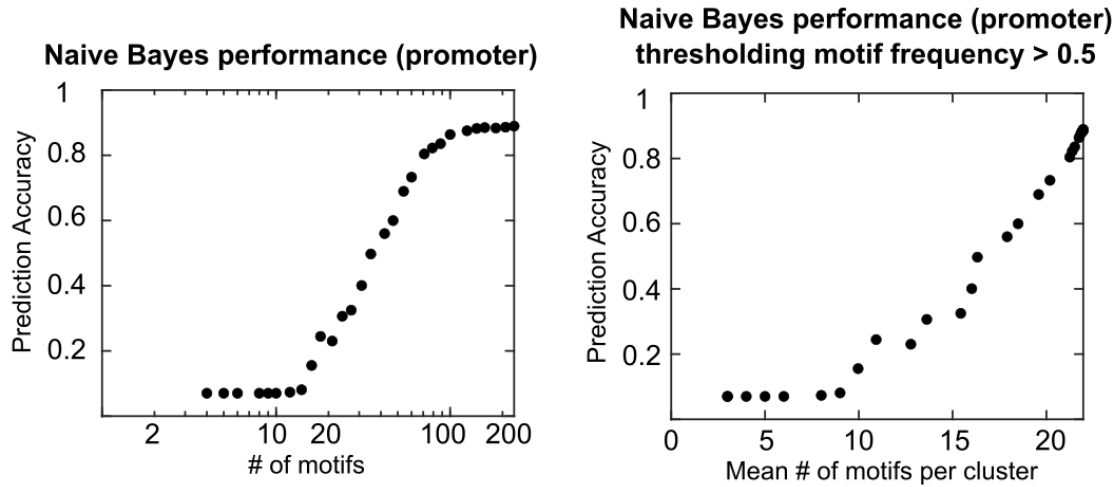 Naive Bayes performance (promoter)
1
0.8
0.6
0.4
0.2
Prediction Accuracy
2
10
20
100
200
# of motifs
Naive Bayes performance (promoter)
thresholding motif frequency > 0.5
1
0.8
0.6
0.4
0.2
Prediction Accuracy
0
5
10
15
20
Mean # of motifs per cluster